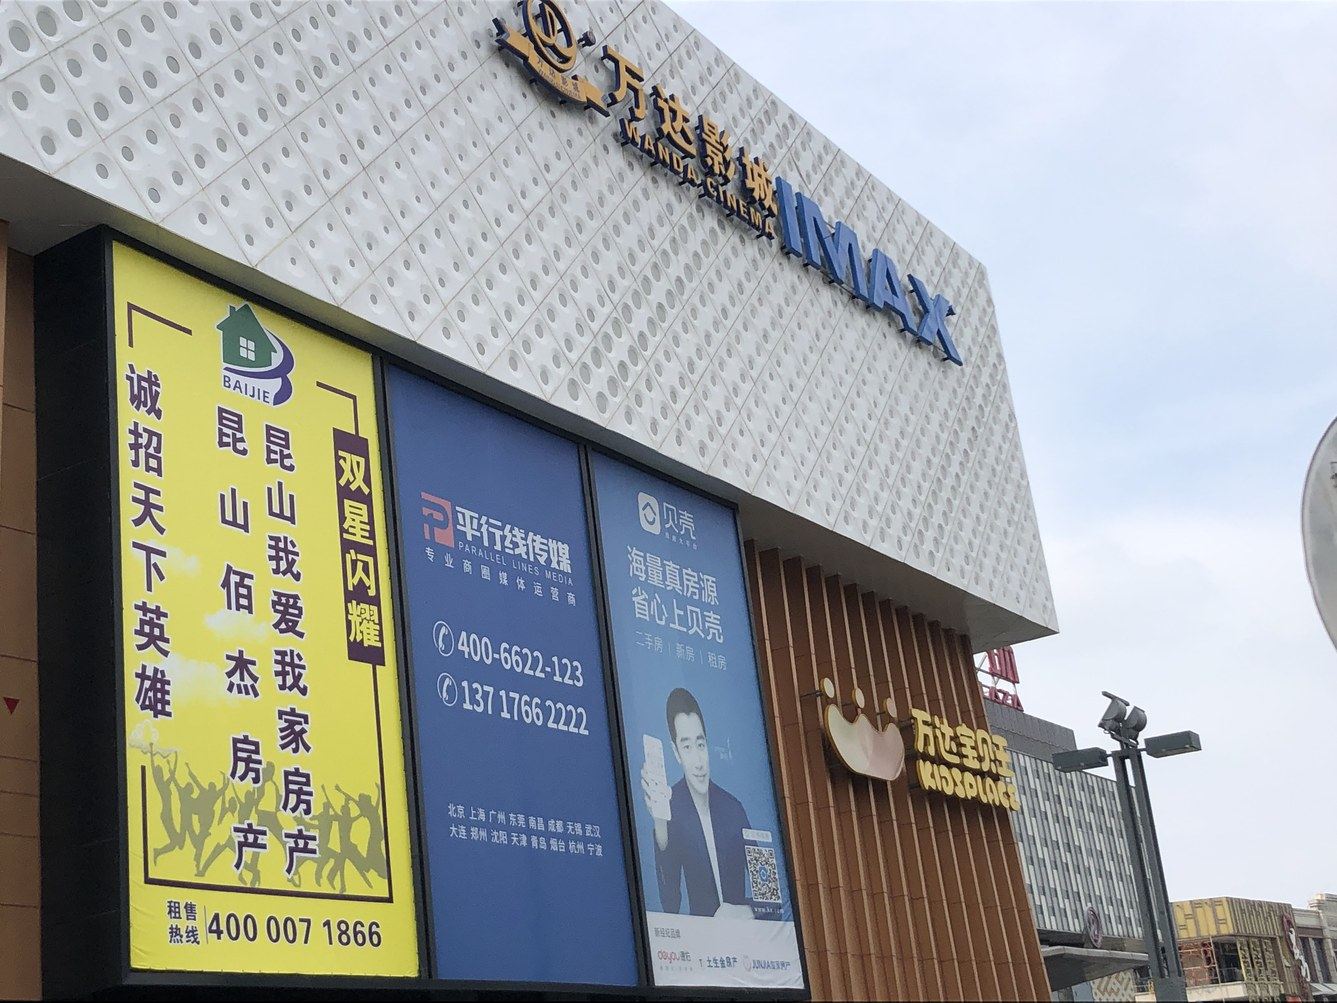 万达影城
WANDA CINEMA
IMAX
BAIJIE
双星闪耀
昆山我爱我家房产
昆山佰杰房产
诚招天下英雄
租售
热线
400 007 1866
平行线传媒
PARALLEL LINES MEDIA
专业商圈媒体运营商
400-6622-123
137 1766 2222
北京 上海 广州 东莞 南昌 成都 无锡 武汉
大连 郑州 沈阳 天津 青岛 烟台 杭州 宁波
贝壳
海量真房源
省心上贝壳
二手房 | 新房 | 租房
新经纪品牌
万达宝贝王
KIDSPLACE